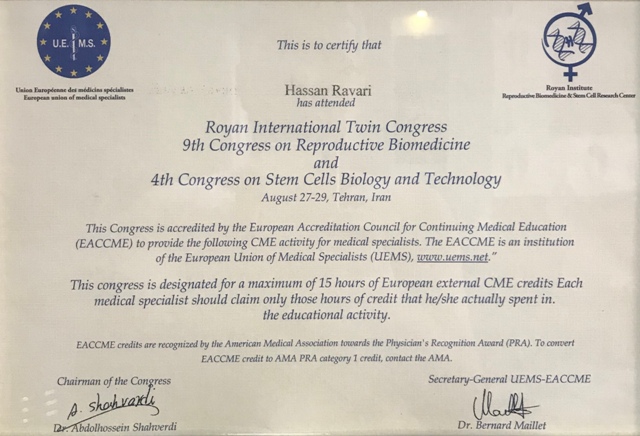 U.E.M.S.
Union Européenne des médecins spécialistes
European union of medical specialists
Royan Institute
Reproductive Biomedicine & Stem Cell Research Center
This is to certify that
Hassan Ravari
has attended
Royan International Twin Congress
9th Congress on Reproductive Biomedicine
and
4th Congress on Stem Cells Biology and Technology
August 27-29, Tehran, Iran
This Congress is accredited by the European Accreditation Council for Continuing Medical Education
(EACCME) to provide the following CME activity for medical specialists. The EACCME is an institution
of the European Union of Medical Specialists (UEMS), www.uems.net.”
This congress is designated for a maximum of 15 hours of European external CME credits Each
medical specialist should claim only those hours of credit that he/she actually spent in.
the educational activity.
EACCME credits are recognized by the American Medical Association towards the Physician's Recognition Award (PRA). To convert
EACCME credit to AMA PRA category 1 credit, contact the AMA.
Chairman of the Congress
A. Shahvardi
Dr. Abdolhossein Shahverdi
Secretary-General UEMS-EACCME
Dr. Bernard Maillet